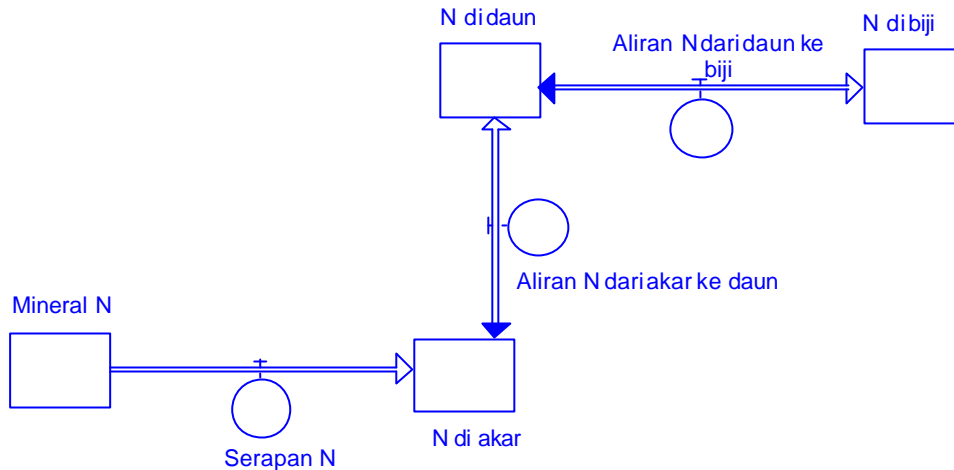 N di daun
N di biji
Aliran N dari daun ke
biji
Aliran N dari akar ke daun
Mineral N
N di akar
Serapan N